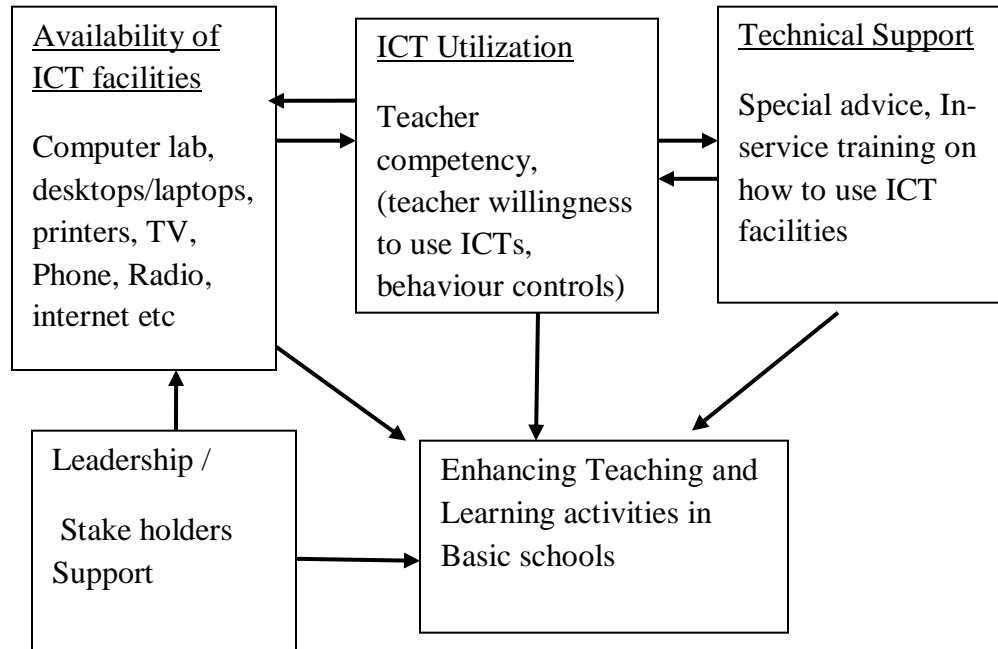 Availability of
ICT facilities
Computer lab,
desktops/laptops,
printers, TV,
Phone, Radio,
internet etc
ICT Utilization
Teacher
competency,
(teacher willingness
to use ICTs,
behaviour controls)
Technical Support
Special advice, In-
service training on
how to use ICT
facilities
Leadership /
Stake holders
Support
Enhancing Teaching and
Learning activities in
Basic schools